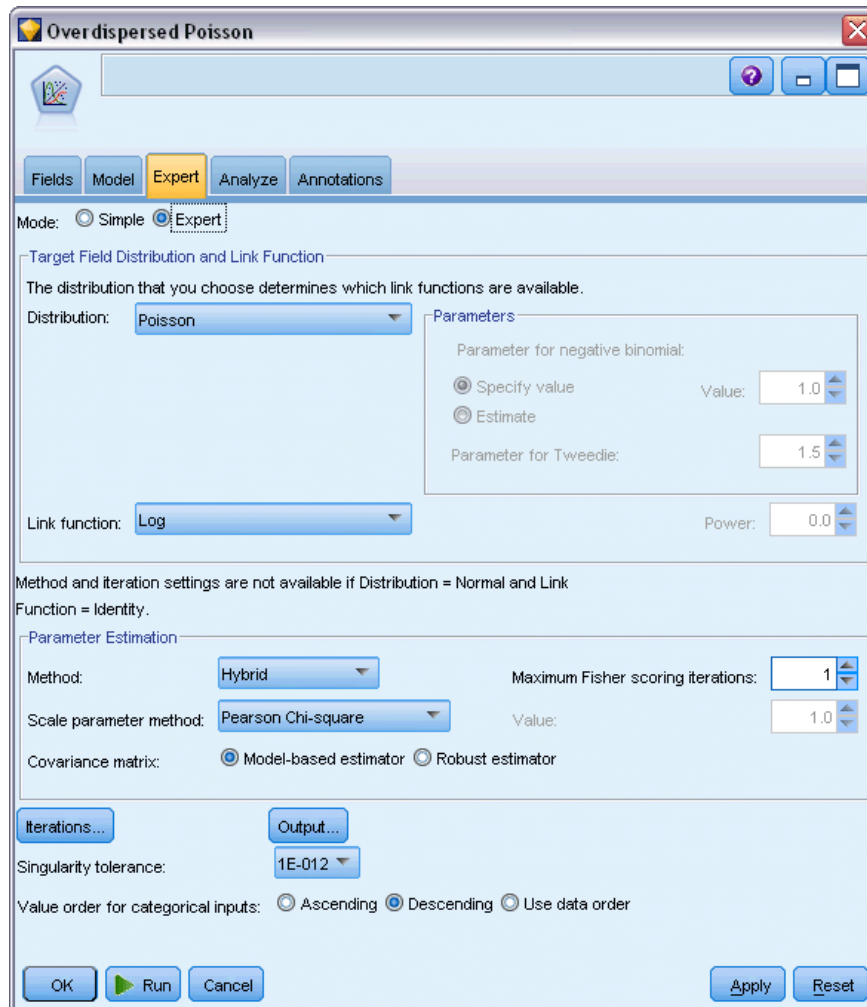 Overdispersed Poisson
Fields Model Expert Analyze Annotations
Mode: Simple Expert
Target Field Distribution and Link Function
The distribution that you choose determines which link functions are available.
Distribution: Poisson
Parameters
Parameter for negative binomial:
Specify value Value: 1.0
Estimate
Parameter for Tweedie: 1.5
Link function: Log Power: 0.0
Method and iteration settings are not available if Distribution = Normal and Link
Function = Identity.
Parameter Estimation
Method: Hybrid Maximum Fisher scoring iterations: 1
Scale parameter method: Pearson Chi-square Value: 1.0
Covariance matrix: Model-based estimator Robust estimator
Iterations... Output...
Singularity tolerance: 1E-012
Value order for categorical inputs: Ascending Descending Use data order
OK Run Cancel Apply Reset